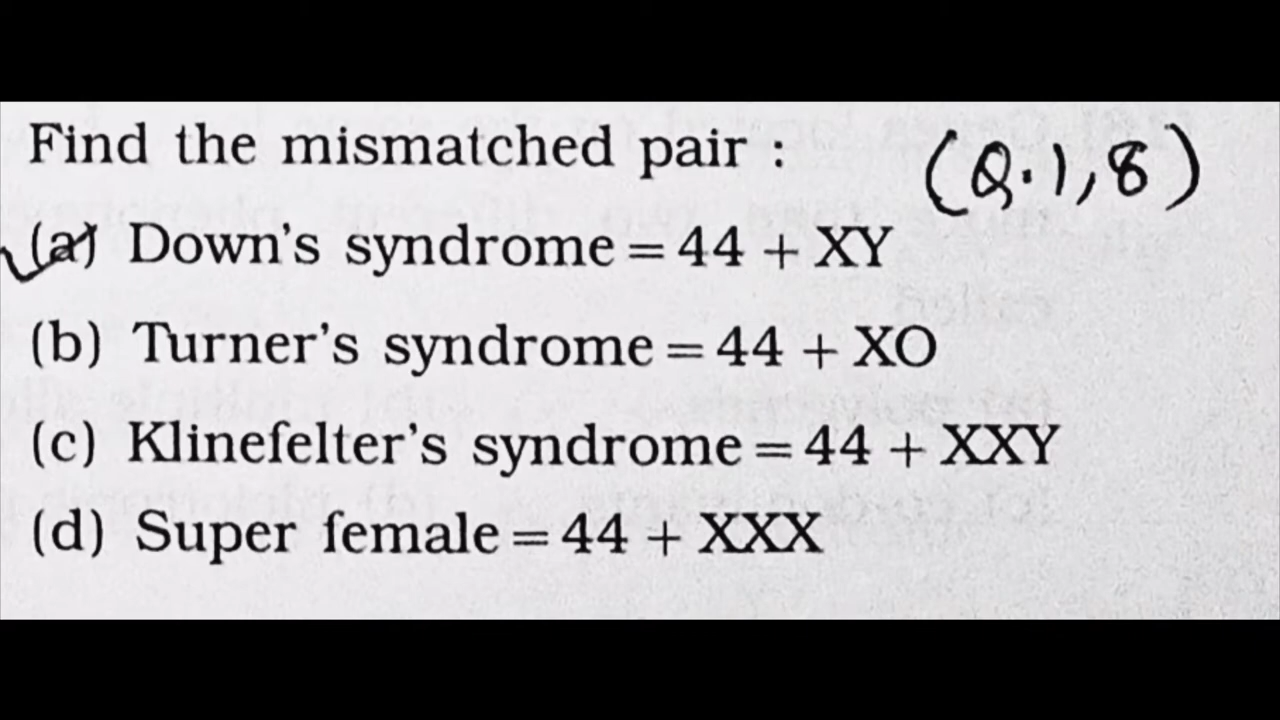 Find the mismatched pair : (Q.1,8)
(a) Down's syndrome = 44 + XY
(b) Turner's syndrome = 44 + XO
(c) Klinefelter's syndrome = 44 + XXY
(d) Super female = 44 + XXX